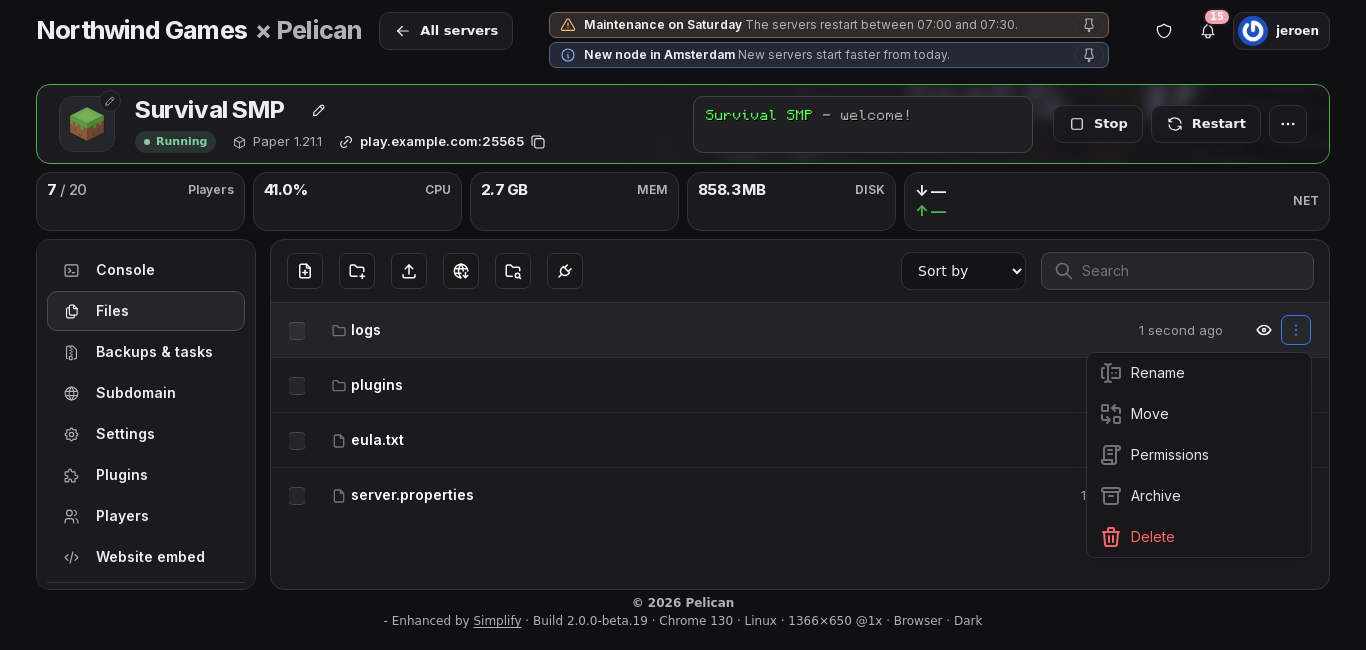 Northwind Games × Pelican
All servers
Maintenance on Saturday The servers restart between 07:00 and 07:30.
New node in Amsterdam New servers start faster from today.
15
jeroen
Survival SMP
Running
Paper 1.21.1
play.example.com:25565
Survival SMP – welcome!
Stop
Restart
7 / 20
Players
41.0%
CPU
2.7 GB
MEM
858.3 MB
DISK
↓ —
↑ —
NET
Console
Files
Backups & tasks
Subdomain
Settings
Plugins
Players
Website embed
Sort by
Search
logs
1 second ago
plugins
eula.txt
server.properties
1
Rename
Move
Permissions
Archive
Delete
© 2026 Pelican
- Enhanced by Simplify · Build 2.0.0-beta.19 · Chrome 130 · Linux · 1366×650 @1x · Browser · Dark